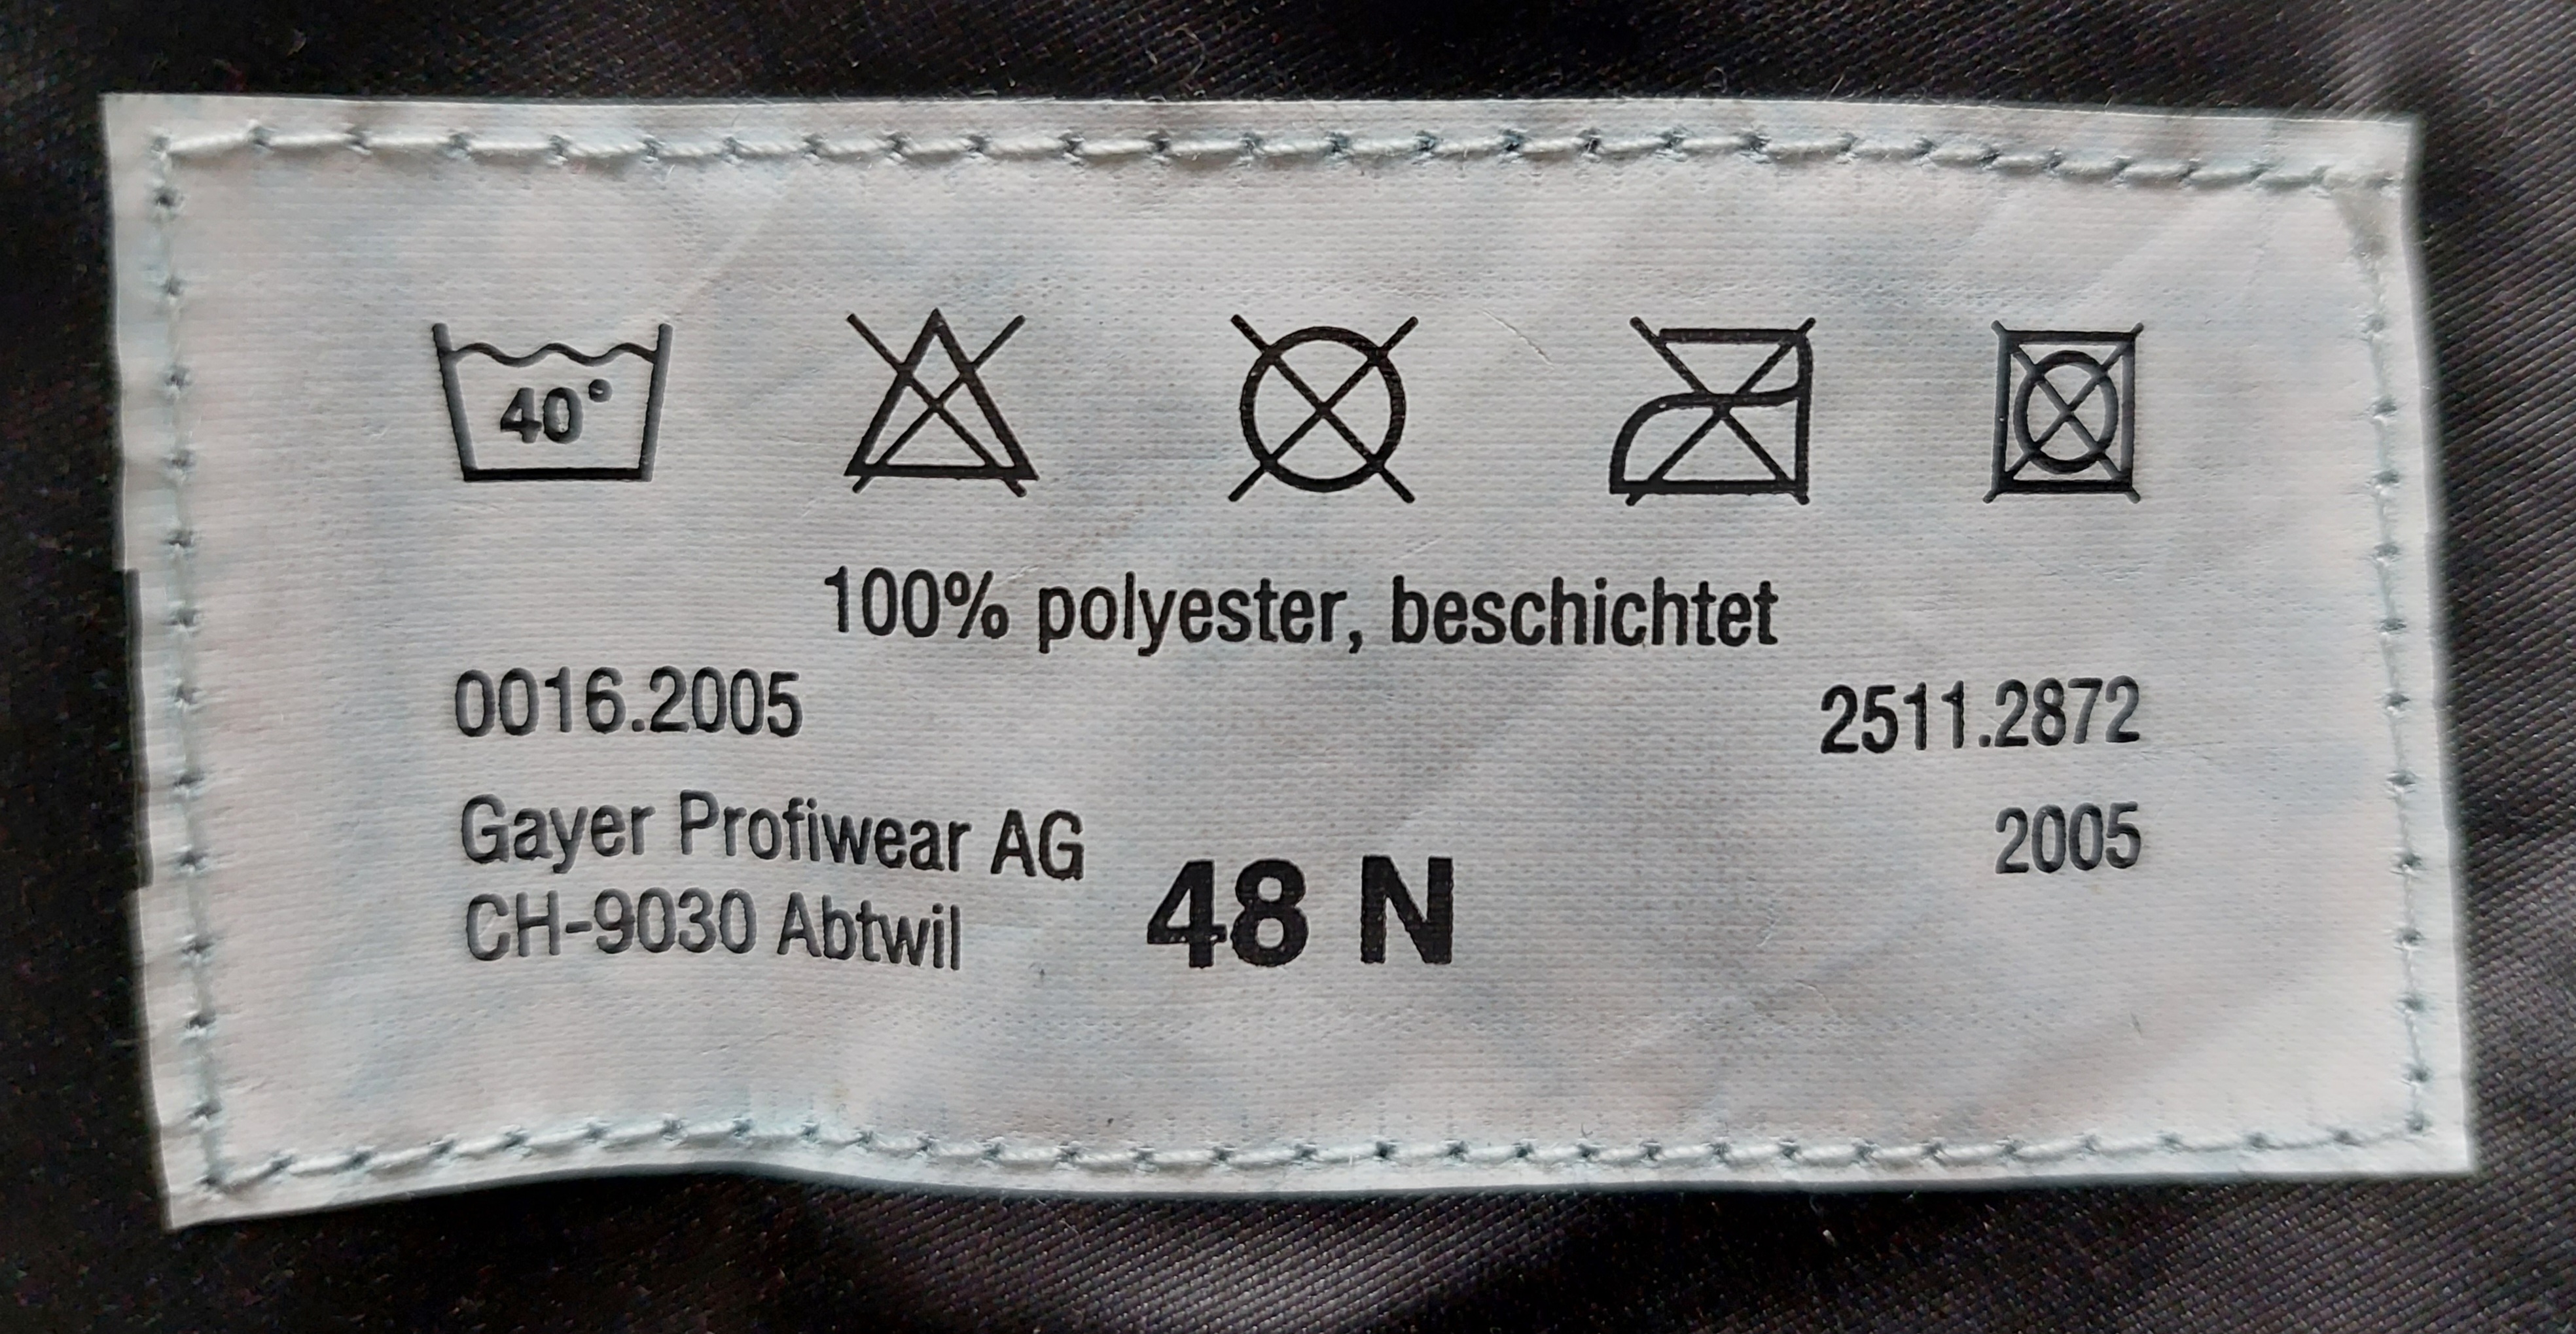 40°
100% polyester, beschichtet
0016.2005 2511.2872
Gayer Profiwear AG 2005
CH-9030 Abtwil 48 N